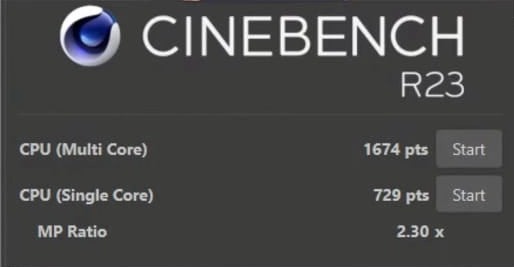 CINEBENCH
R23
CPU (Multi Core) 1674 pts Start
CPU (Single Core) 729 pts Start
MP Ratio 2.30 x